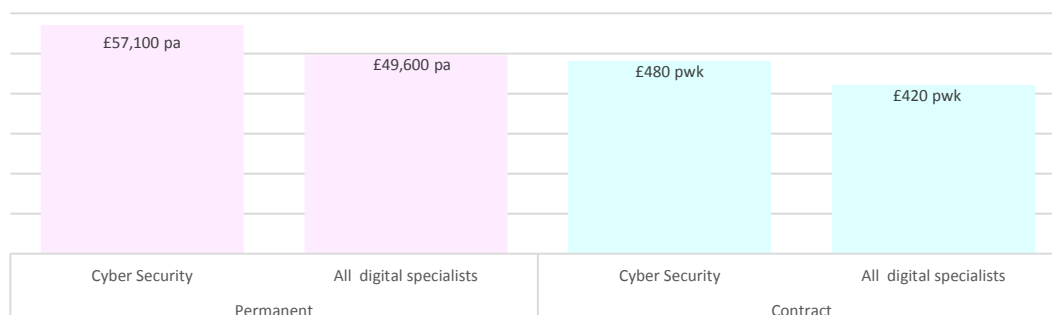 £57,100 pa
£49,600 pa
£480 pwk
£420 pwk
Cyber Security
All digital specialists
Cyber Security
All digital specialists
Permanent
Contract